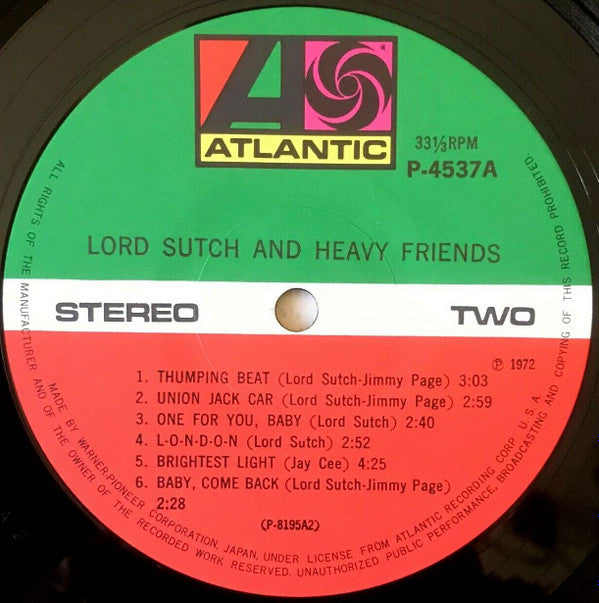 ATLANTIC
33⅓RPM
P-4537A
LORD SUTCH AND HEAVY FRIENDS
STEREO
TWO
℗ 1972
1. THUMPING BEAT (Lord Sutch-Jimmy Page) 3:03
2. UNION JACK CAR (Lord Sutch-Jimmy Page) 2:59
3. ONE FOR YOU, BABY (Lord Sutch) 2:40
4. L-O-N-D-O-N (Lord Sutch) 2:52
5. BRIGHTEST LIGHT (Jay Cee) 4:25
6. BABY, COME BACK (Lord Sutch-Jimmy Page)
2:28
(P-8195A2)
MADE BY WARNER-PIONEER CORPORATION, JAPAN, UNDER LICENSE FROM ATLANTIC RECORDING CORP. U.S.A.
ALL RIGHTS OF THE MANUFACTURER AND OF THE OWNER OF THE RECORDED WORK RESERVED. UNAUTHORIZED PUBLIC PERFORMANCE, BROADCASTING AND COPYING OF THIS RECORD PROHIBITED.